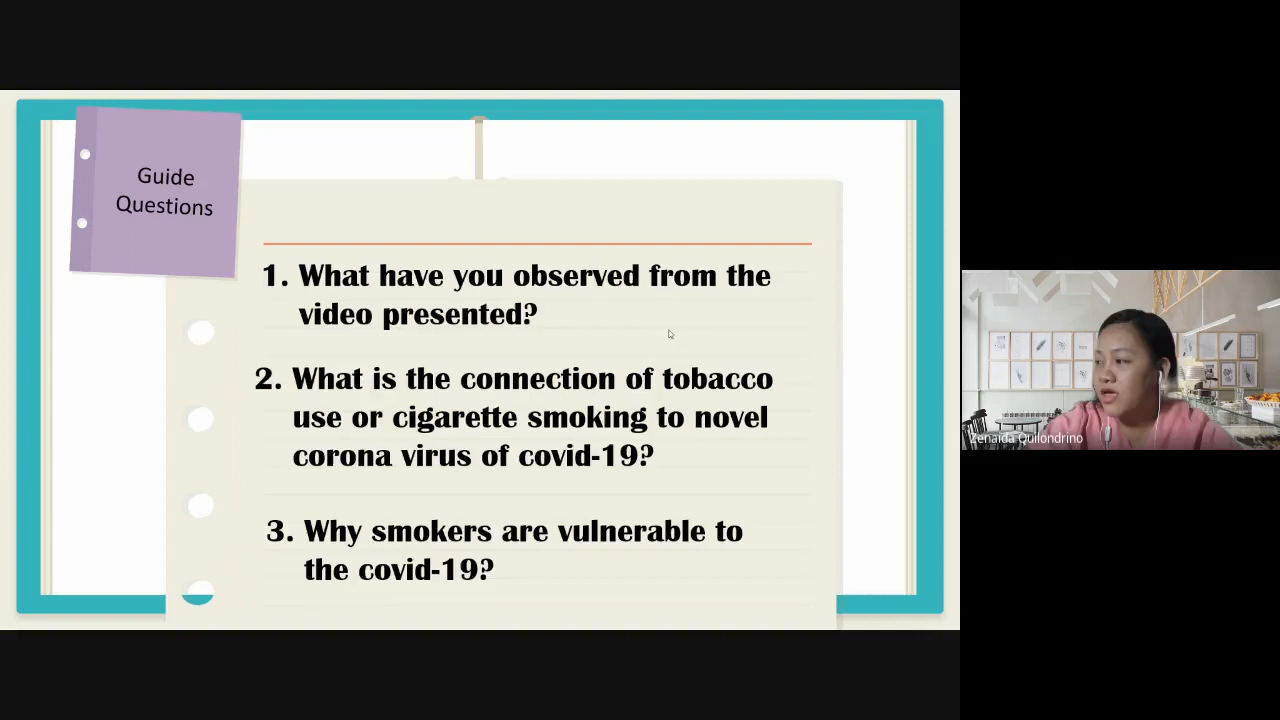 Guide
Questions
1. What have you observed from the
video presented?
2. What is the connection of tobacco
use or cigarette smoking to novel
corona virus of covid-19?
3. Why smokers are vulnerable to
the covid-19?
Zenaida Quilondrino